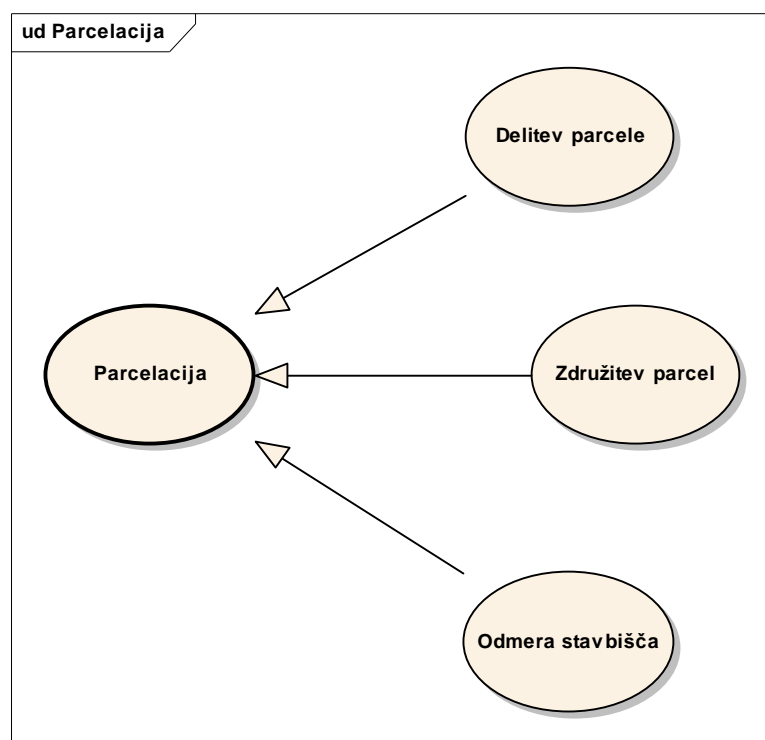 ud Parcelacija
Delitev parcele
Parcelacija
Združitev parcel
Odmera stavbišča